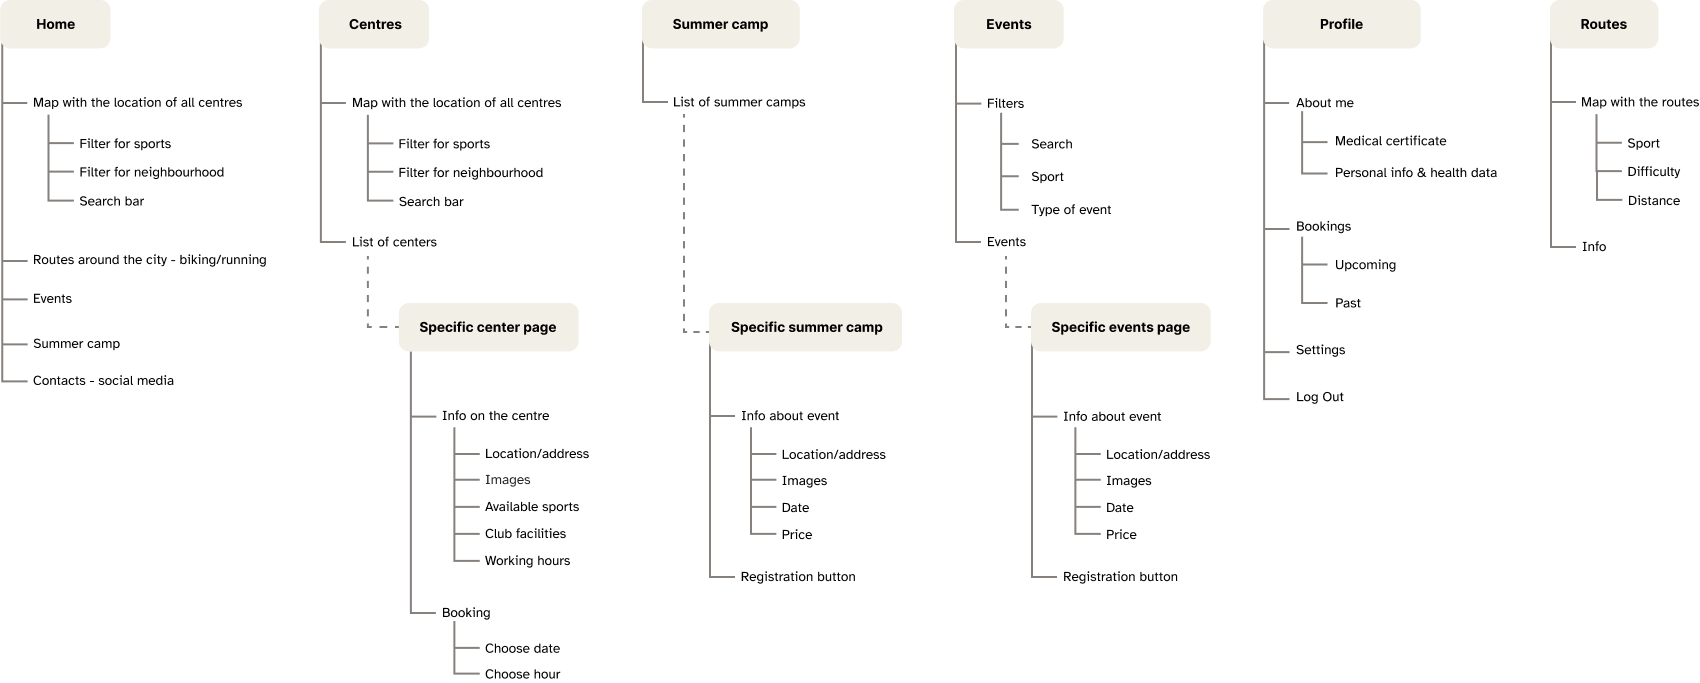 Home
Map with the location of all centres
Filter for sports
Filter for neighbourhood
Search bar
Routes around the city - biking/running
Events
Summer camp
Contacts - social media
Centres
Map with the location of all centres
Filter for sports
Filter for neighbourhood
Search bar
List of centers
Specific center page
Info on the centre
Location/address
Images
Available sports
Club facilities
Working hours
Booking
Choose date
Choose hour
Summer camp
List of summer camps
Specific summer camp
Info about event
Location/address
Images
Date
Price
Registration button
Events
Filters
Search
Sport
Type of event
Events
Specific events page
Info about event
Location/address
Images
Date
Price
Registration button
Profile
About me
Medical certificate
Personal info & health data
Bookings
Upcoming
Past
Settings
Log Out
Routes
Map with the routes
Sport
Difficulty
Distance
Info